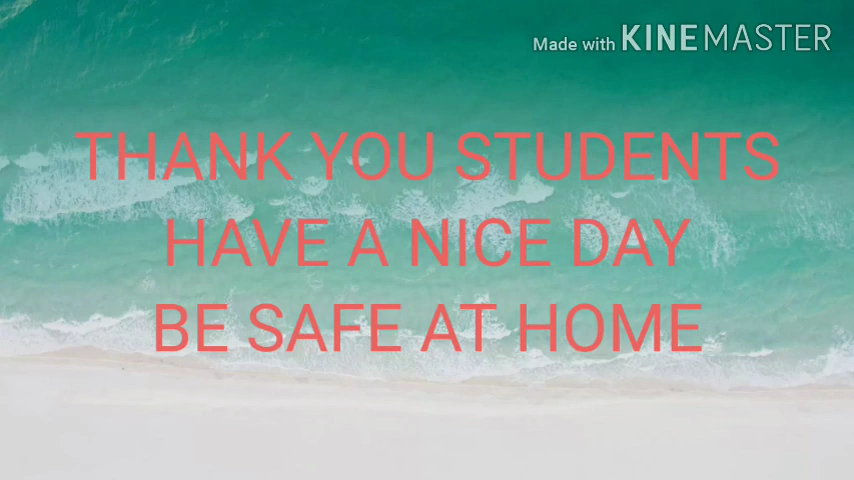 Made with KINEMASTER
THANK YOU STUDENTS
HAVE A NICE DAY
BE SAFE AT HOME